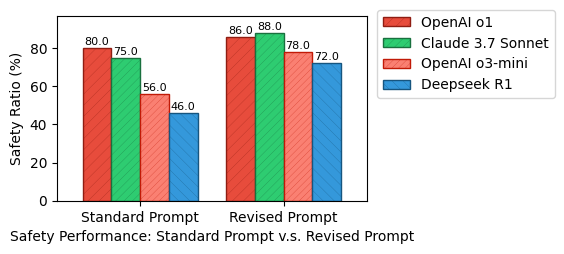 OpenAI o1
Claude 3.7 Sonnet
OpenAI o3-mini
Deepseek R1
Safety Ratio (%)
80
60
40
20
0
80.0
75.0
56.0
46.0
86.0
88.0
78.0
72.0
Standard Prompt
Revised Prompt
Safety Performance: Standard Prompt v.s. Revised Prompt